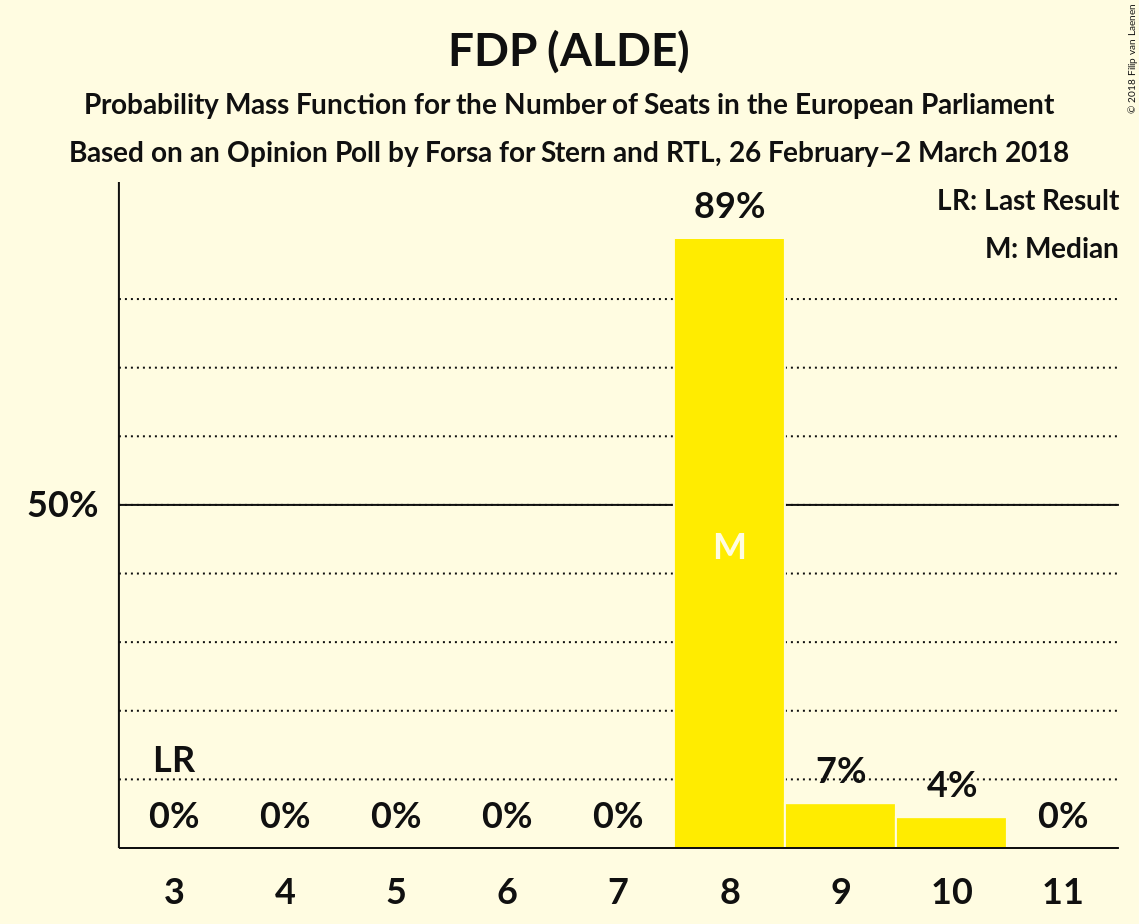 FDP (ALDE)
Probability Mass Function for the Number of Seats in the European Parliament
Based on an Opinion Poll by Forsa for Stern and RTL, 26 February–2 March 2018
© 2018 Filip van Laenen
LR: Last Result
M: Median
89%
50%
M
LR
0% 0% 0% 0% 0% 7% 4% 0%
3 4 5 6 7 8 9 10 11